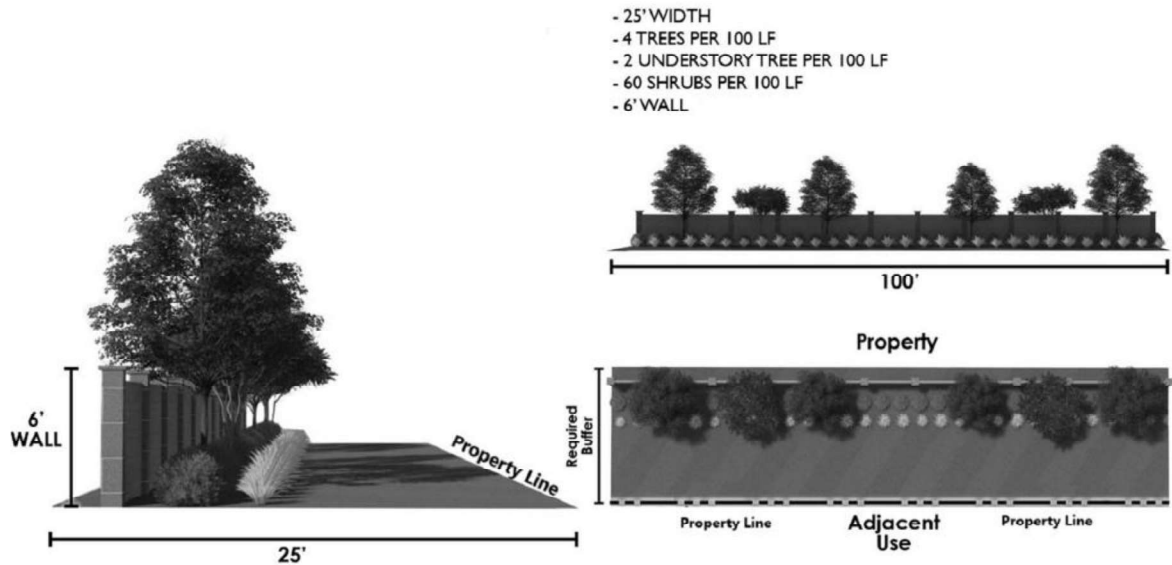 - 25' WIDTH
- 4 TREES PER 100 LF
- 2 UNDERSTORY TREE PER 100 LF
- 60 SHRUBS PER 100 LF
- 6' WALL
100'
6'
WALL
Property Line
25'
Property
Required
Buffer
Property Line
Adjacent
Use
Property Line